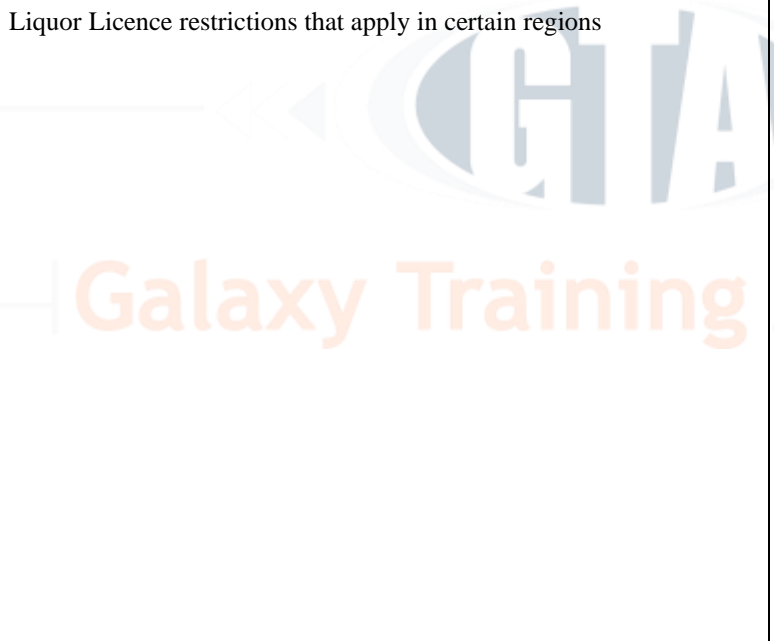 Liquor Licence restrictions that apply in certain regions
GTA
Galaxy Training